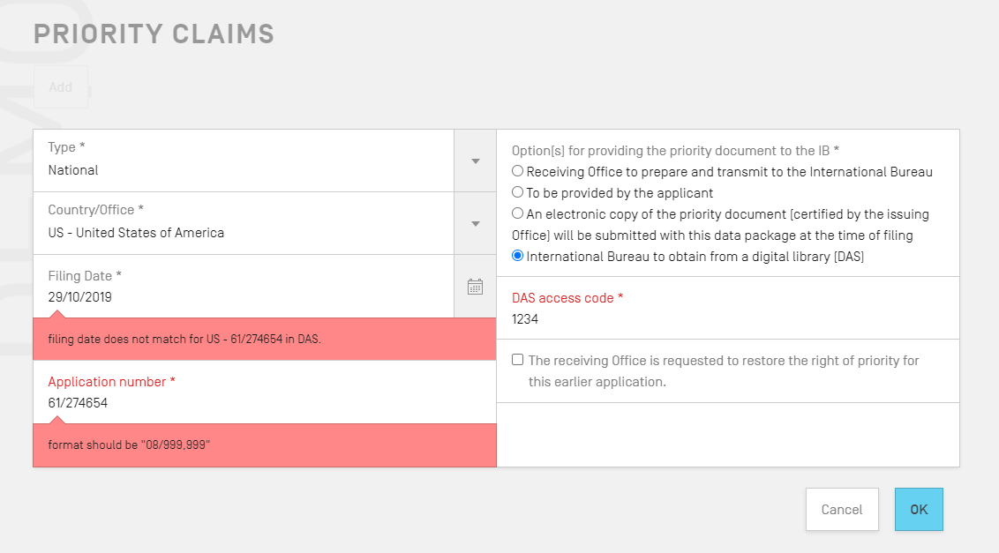 PRIORITY CLAIMS
Add
Type *
National
Country/Office *
US - United States of America
Filing Date *
29/10/2019
filing date does not match for US - 61/274654 in DAS.
Application number *
61/274654
format should be "08/999,999"
Option(s) for providing the priority document to the IB *
Receiving Office to prepare and transmit to the International Bureau
To be provided by the applicant
An electronic copy of the priority document (certified by the issuing
Office) will be submitted with this data package at the time of filing
International Bureau to obtain from a digital library (DAS)
DAS access code *
1234
The receiving Office is requested to restore the right of priority for
this earlier application.
Cancel
OK